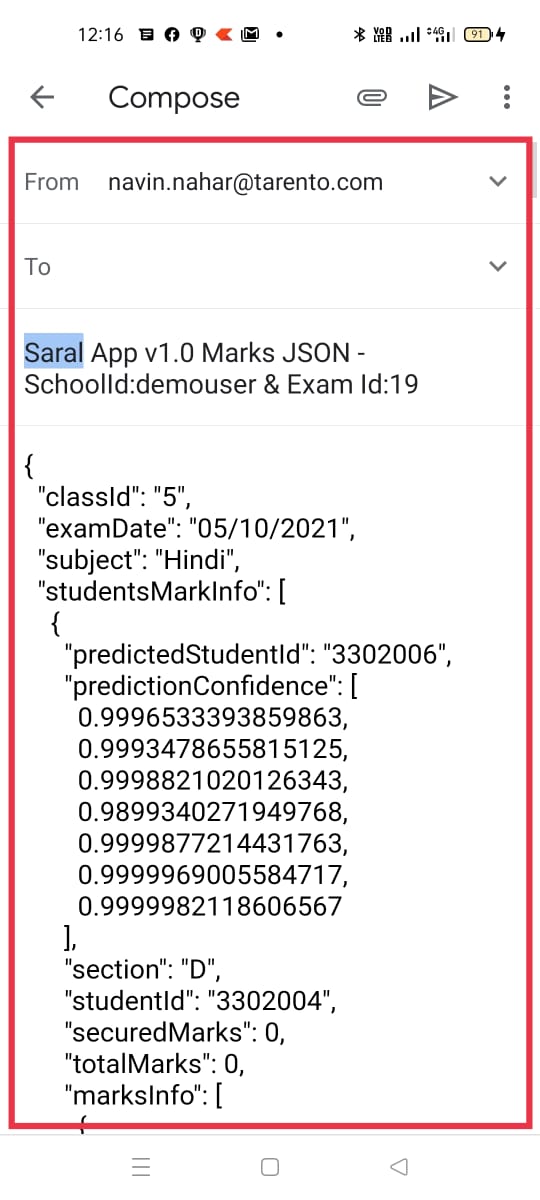 12:16
VoD LTEB 4G 91
Compose
From navin.nahar@tarento.com
To
Saral App v1.0 Marks JSON -
SchoolId:demouser & Exam Id:19
{
"classId": "5",
"examDate": "05/10/2021",
"subject": "Hindi",
"studentsMarkInfo": [
{
"predictedStudentId": "3302006",
"predictionConfidence": [
0.9996533393859863,
0.9993478655815125,
0.9998821020126343,
0.9899340271949768,
0.9999877214431763,
0.9999969005584717,
0.9999982118606567
],
"section": "D",
"studentId": "3302004",
"securedMarks": 0,
"totalMarks": 0,
"marksInfo": [
{